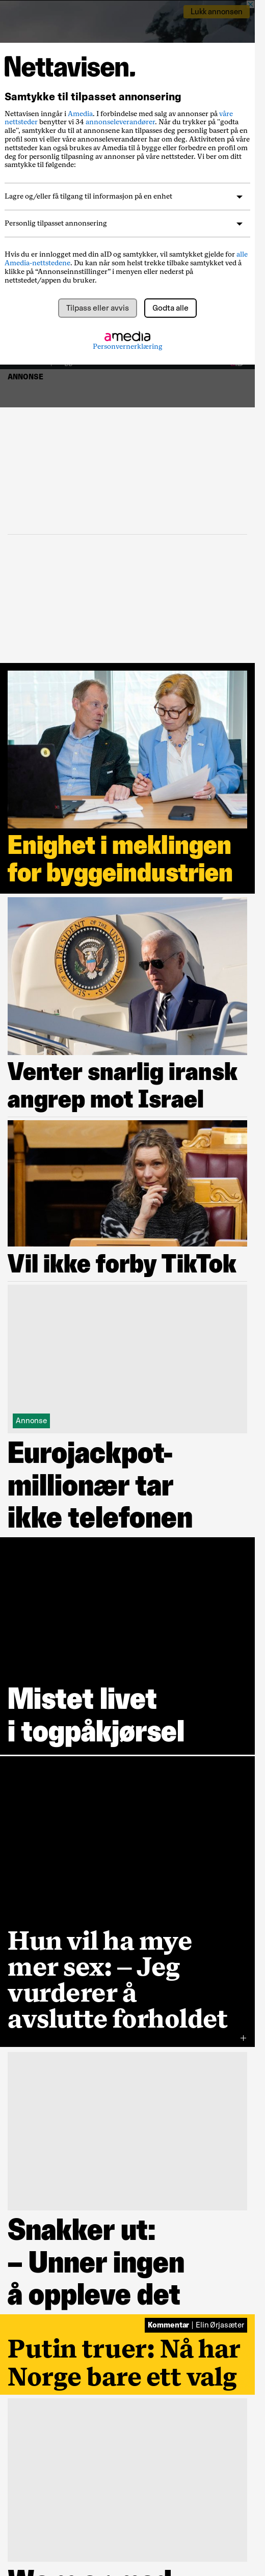 Lukk annonsen
Nettavisen.
Samtykke til tilpasset annonsering
Nettavisen inngår i Amedia. I forbindelse med salg av annonser på våre
nettsteder benytter vi 34 annonseleverandører. Når du trykker på "godta
alle", samtykker du til at annonsene kan tilpasses deg personlig basert på en
profil som vi eller våre annonseleverandører har om deg. Aktiviteten på våre
nettsteder kan også brukes av Amedia til å bygge eller forbedre en profil om
deg for personlig tilpasning av annonser på våre nettsteder. Vi ber om ditt
samtykke til følgende:
Lagre og/eller få tilgang til informasjon på en enhet
Personlig tilpasset annonsering
Hvis du er innlogget med din aID og samtykker, vil samtykket gjelde for alle
Amedia-nettstedene. Du kan når som helst trekke tilbake samtykket ved å
klikke på “Annonseinnstillinger” i menyen eller nederst på
nettstedet/appen du bruker.
Tilpass eller avvis
Godta alle
amedia
Personvernerklæring
ANNONSE
Enighet i meklingen
for byggeindustrien
Venter snarlig iransk
angrep mot Israel
Vil ikke forby TikTok
Annonse
Eurojackpot-
millionær tar
ikke telefonen
Mistet livet
i togpåkjørsel
Hun vil ha mye
mer sex: – Jeg
vurderer å
avslutte forholdet
+
Snakker ut:
– Unner ingen
å oppleve det
Kommentar | Elin Ørjasæter
Putin truer: Nå har
Norge bare ett valg